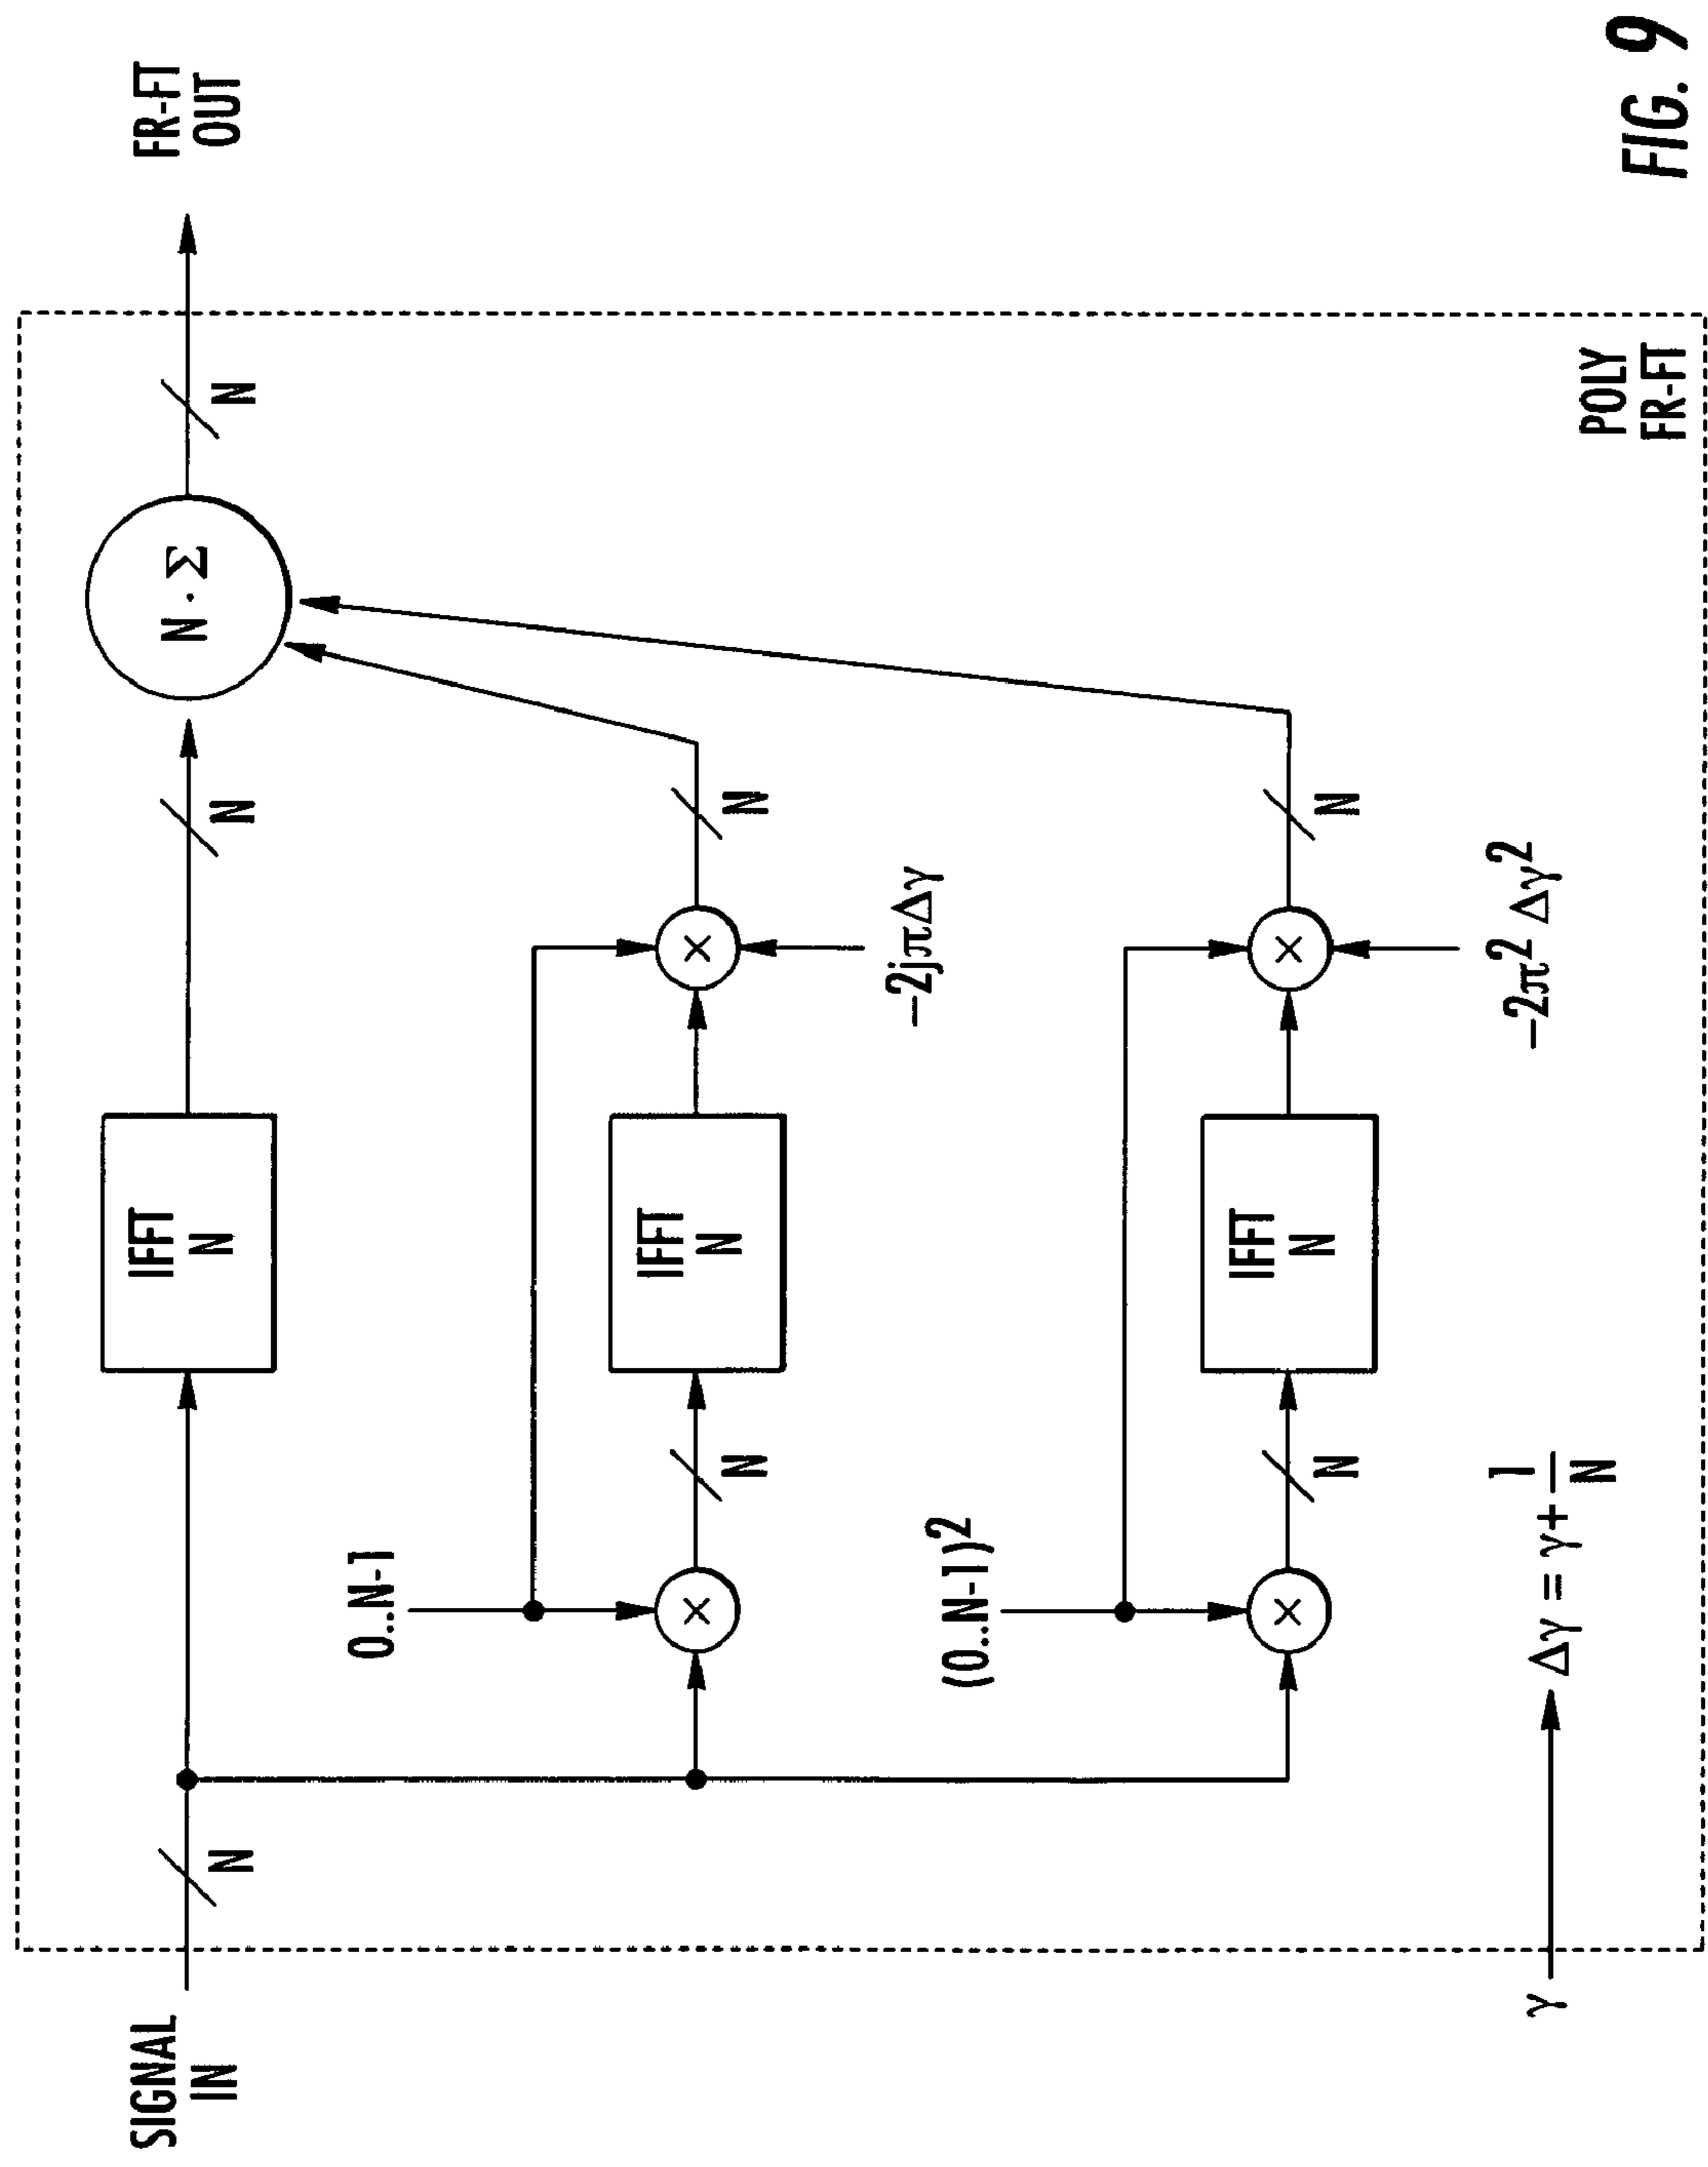 SIGNAL
IN
N
IFFT
N
N
N · Σ
N
FR-FT
OUT
0..N-1
×
N
IFFT
N
×
−2jπΔγ
N
(0..N-1)²
×
N
IFFT
N
×
−2π² Δγ²
N
γ
Δγ = γ + 1/N
POLY
FR-FT
FIG. 9